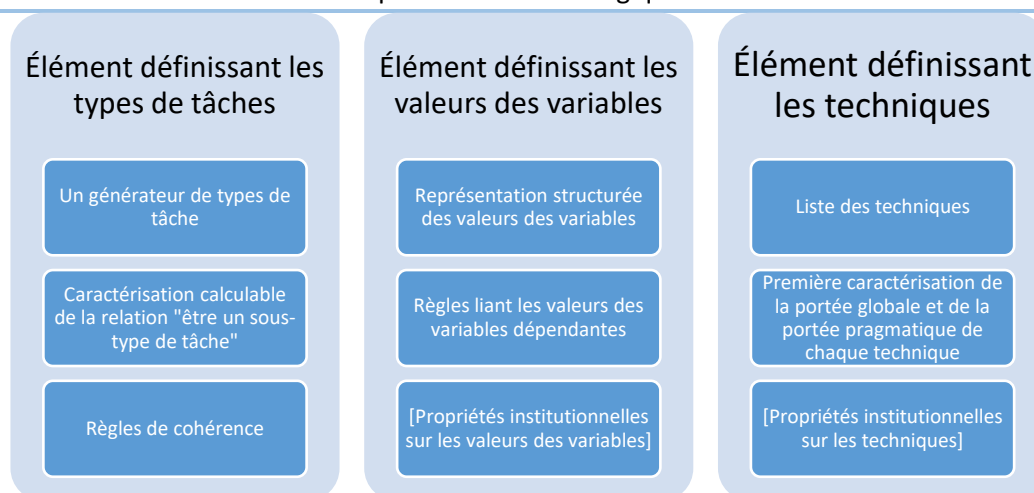 Élément définissant les
types de tâches
Un générateur de types de
tâche
Caractérisation calculable
de la relation "être un sous-
type de tâche"
Règles de cohérence
Élément définissant les
valeurs des variables
Représentation structurée
des valeurs des variables
Règles liant les valeurs des
variables dépendantes
[Propriétés institutionnelles
sur les valeurs des variables]
Élément définissant
les techniques
Liste des techniques
Première caractérisation de
la portée globale et de la
portée pragmatique de
chaque technique
[Propriétés institutionnelles
sur les techniques]